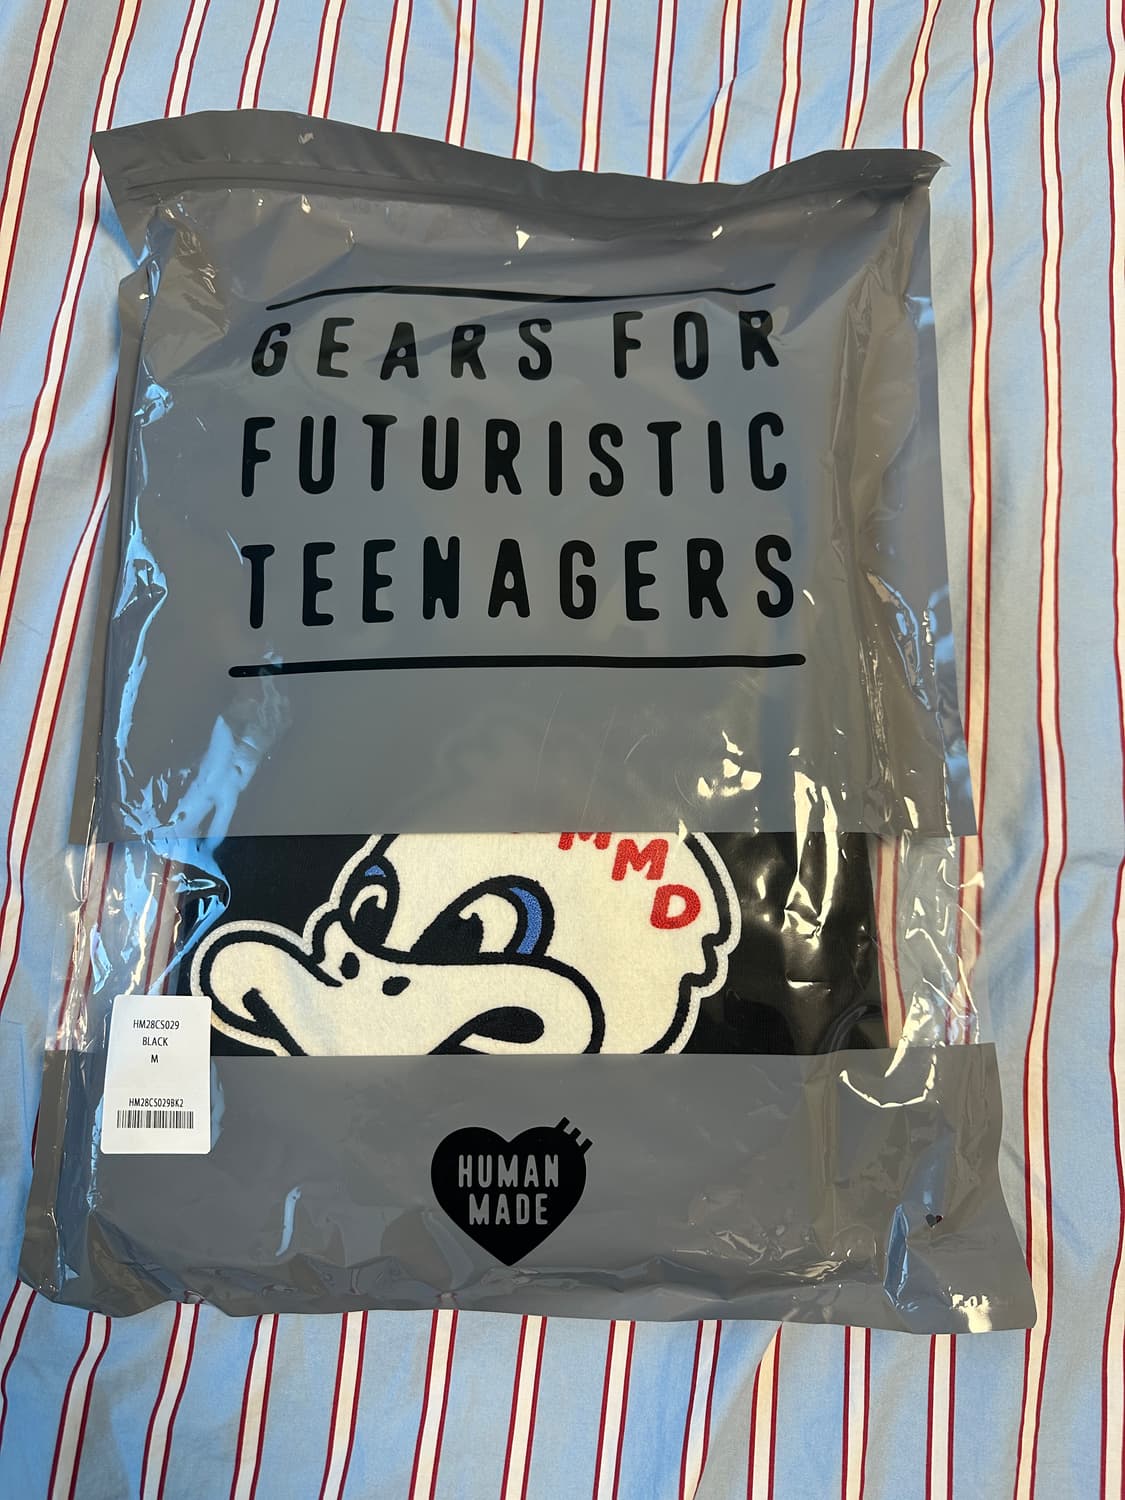 GEARS FOR
FUTURISTIC
TEENAGERS
MMD
HM28CS029
BLACK
M
HM28CS029BK2
HUMAN
MADE